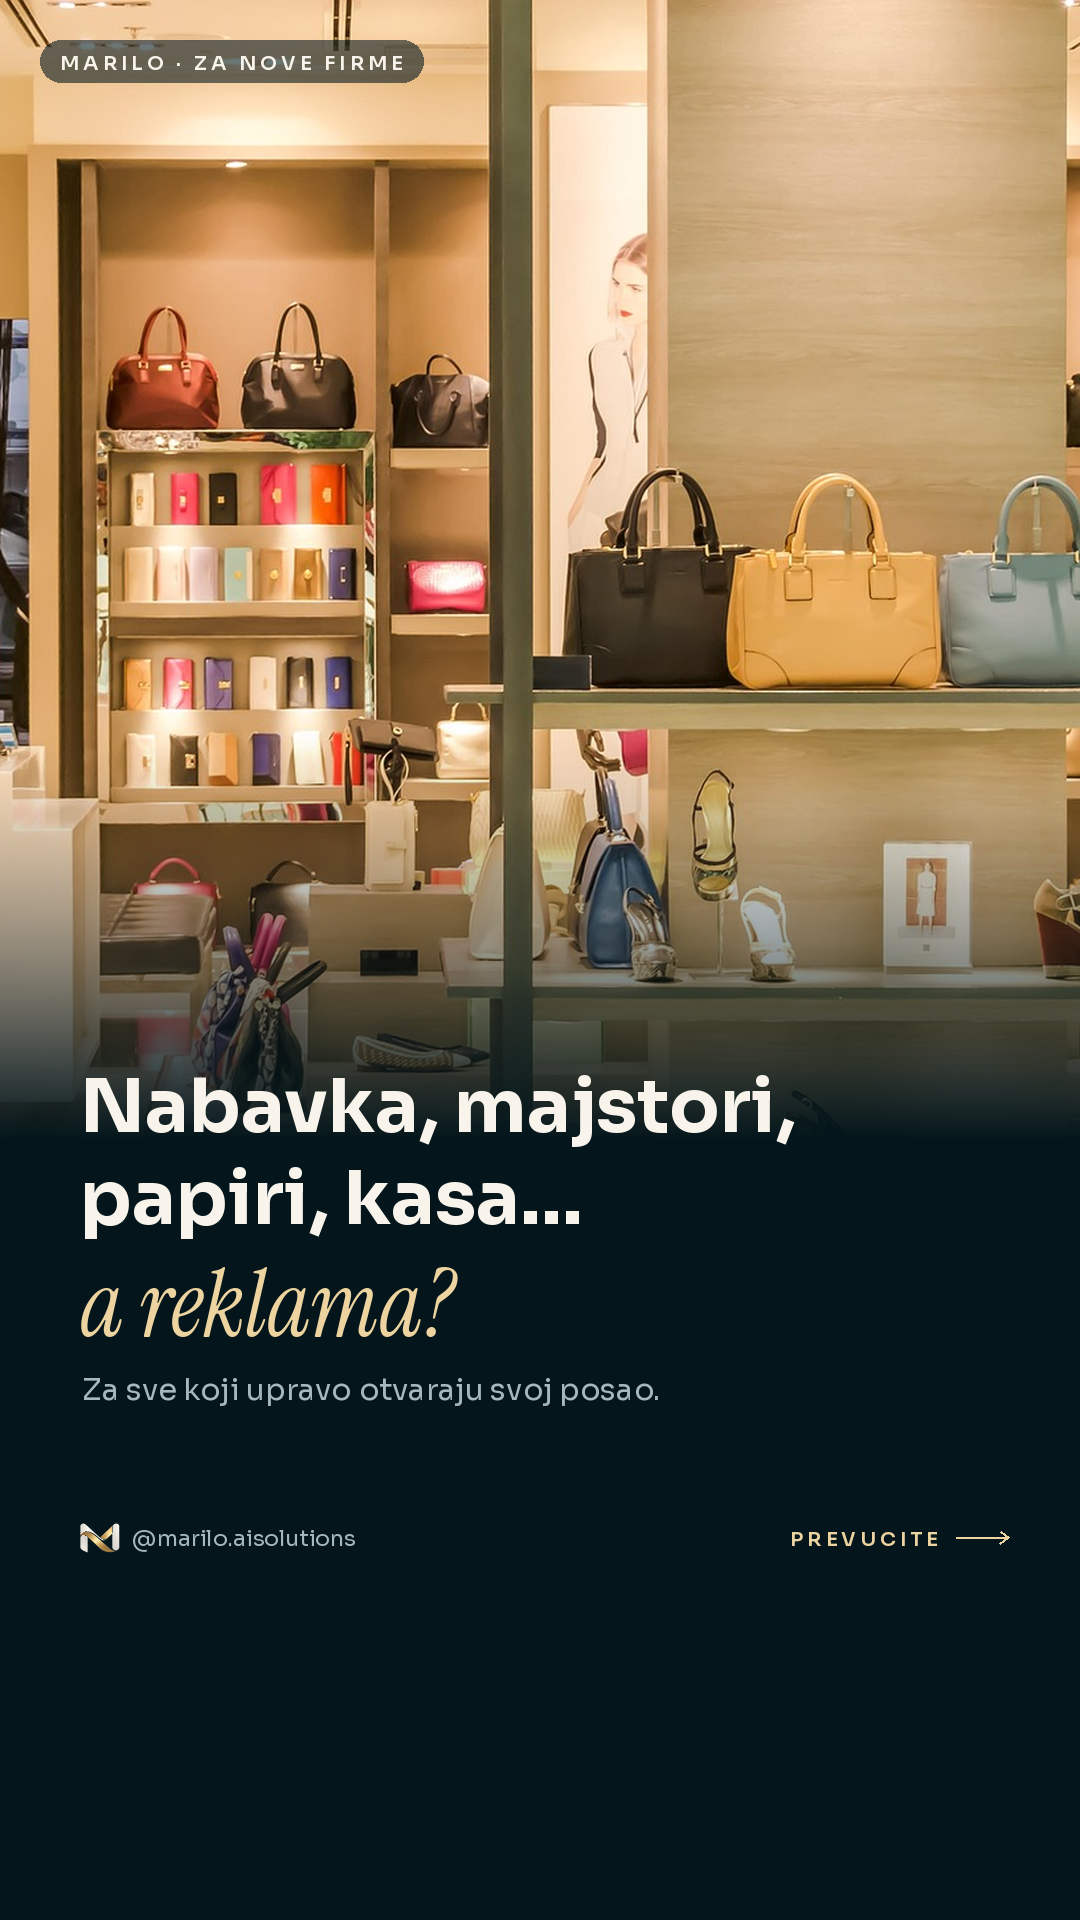 MARILO · ZA NOVE FIRME
Nabavka, majstori,
papiri, kasa...
a reklama?
Za sve koji upravo otvaraju svoj posao.
@marilo.aisolutions
PREVUCITE